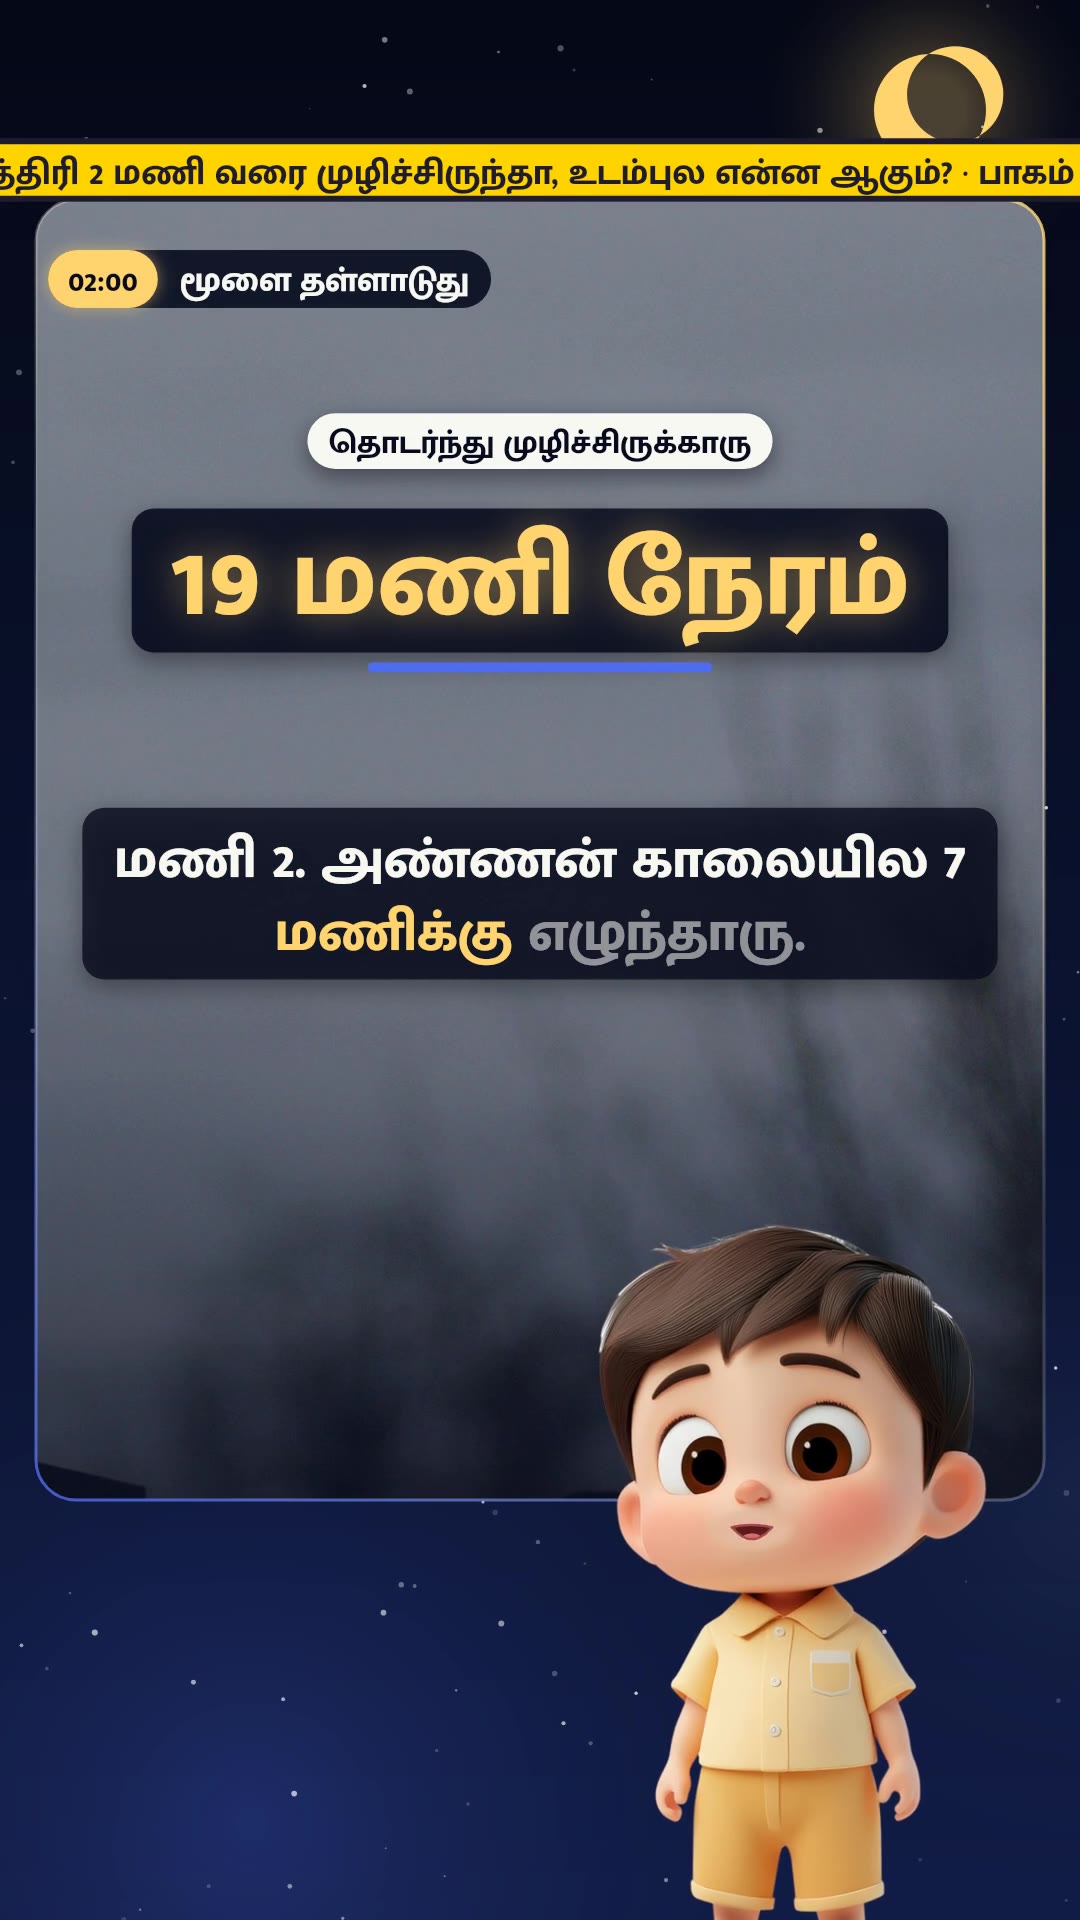 2 மணி வரை முழிச்சிருந்தா, உடம்புல என்ன ஆகும்? · பாகம்
02:00 மூளை தள்ளாடுது
தொடர்ந்து முழிச்சிருக்காரு
19 மணி நேரம்
மணி 2. அண்ணன் காலையில 7
மணிக்கு எழுந்தாரு.